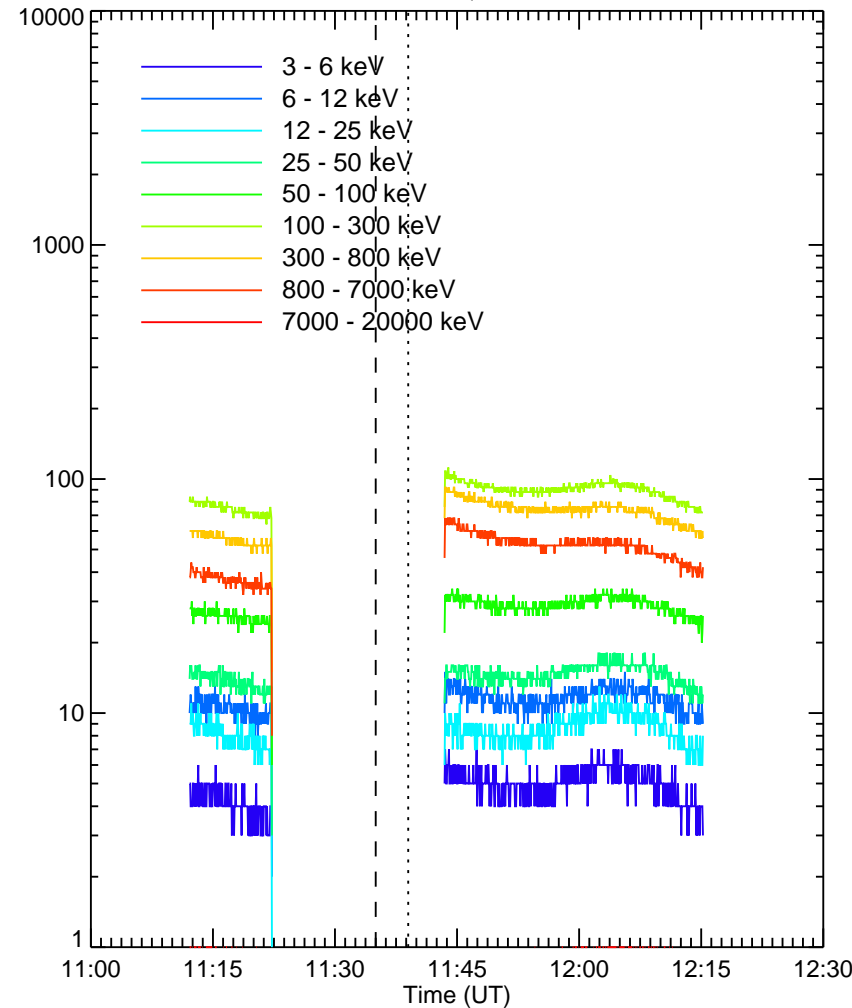 10000
1000
100
10
1
3 - 6 keV
6 - 12 keV
12 - 25 keV
25 - 50 keV
50 - 100 keV
100 - 300 keV
300 - 800 keV
800 - 7000 keV
7000 - 20000 keV
11:00 11:15 11:30 11:45 12:00 12:15 12:30
Time (UT)